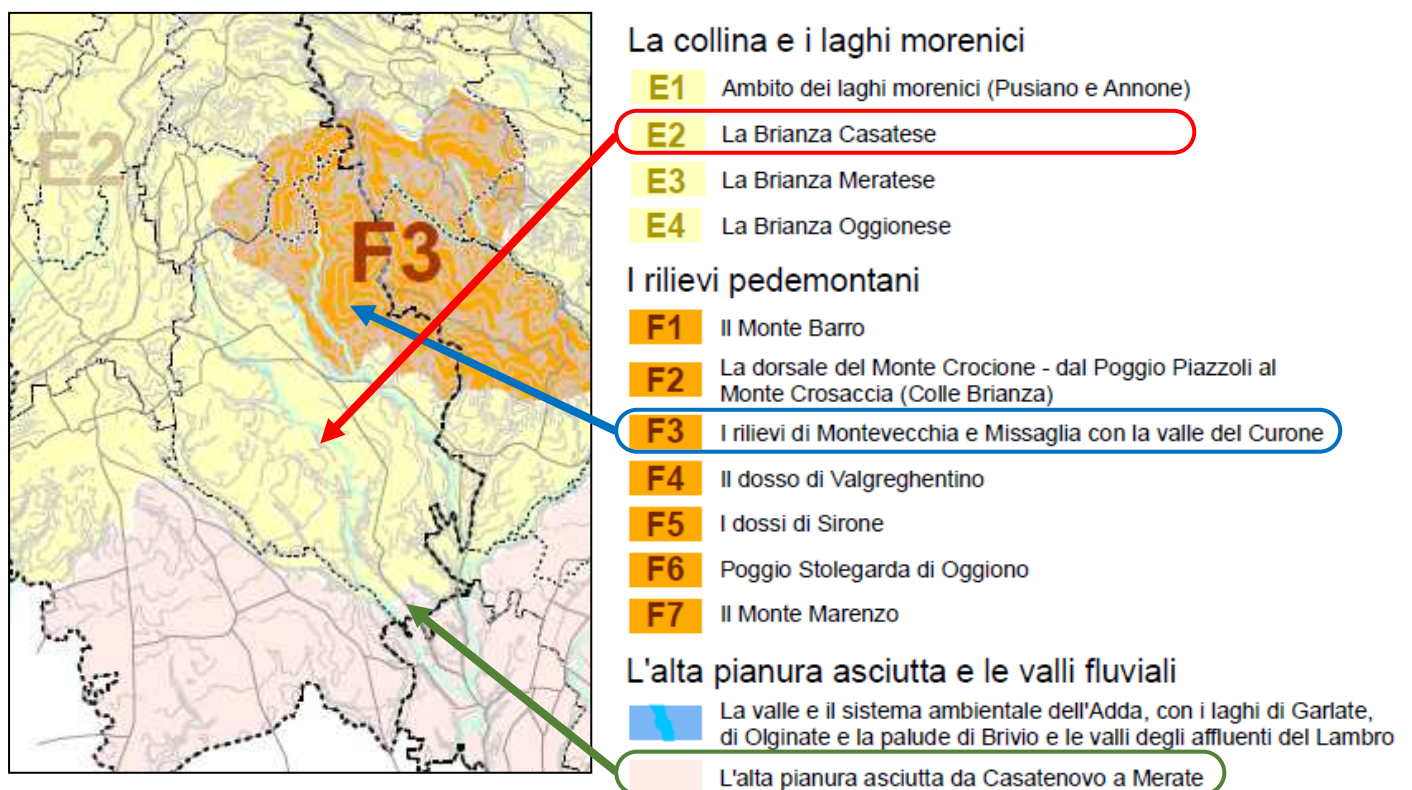 E2
F3
La collina e i laghi morenici
E1 Ambito dei laghi morenici (Pusiano e Annone)
E2 La Brianza Casatese
E3 La Brianza Meratese
E4 La Brianza Oggionese
I rilievi pedemontani
F1 Il Monte Barro
F2 La dorsale del Monte Crocione - dal Poggio Piazzoli al
Monte Crosaccia (Colle Brianza)
F3 I rilievi di Montevecchia e Missaglia con la valle del Curone
F4 Il dosso di Valgreghentino
F5 I dossi di Sirone
F6 Poggio Stolegarda di Oggiono
F7 Il Monte Marenzo
L'alta pianura asciutta e le valli fluviali
La valle e il sistema ambientale dell'Adda, con i laghi di Garlate,
di Olginate e la palude di Brivio e le valli degli affluenti del Lambro
L'alta pianura asciutta da Casatenovo a Merate